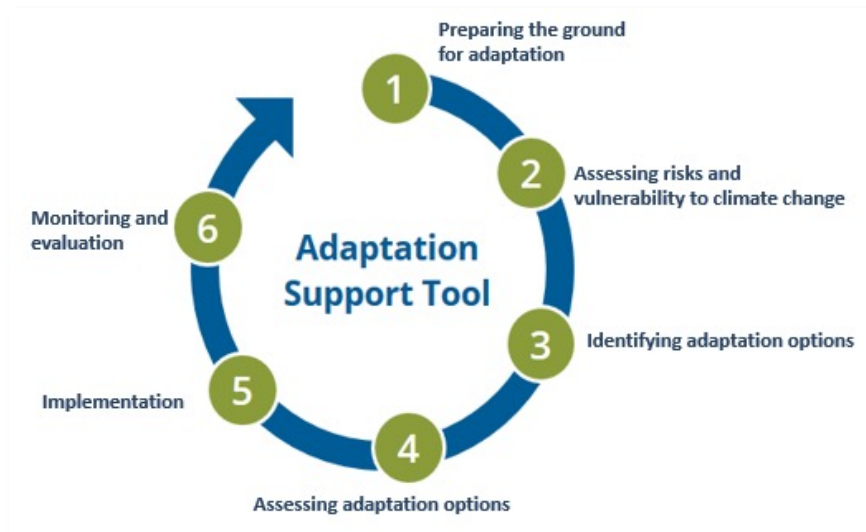 1
Preparing the ground
for adaptation
2
Assessing risks and
vulnerability to climate change
3
Identifying adaptation options
4
Assessing adaptation options
5
Implementation
6
Monitoring and
evaluation
Adaptation
Support Tool